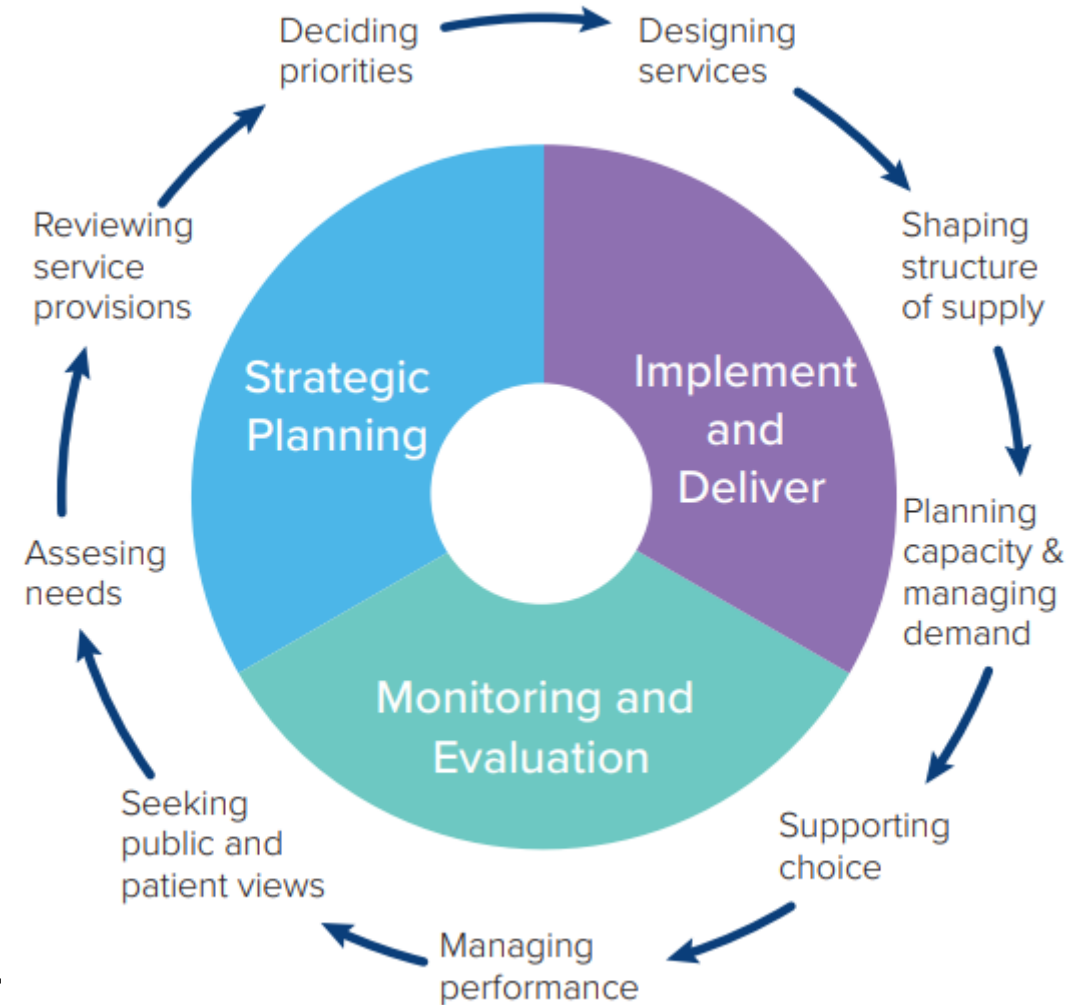 Deciding
priorities
Designing
services
Shaping
structure
of supply
Planning
capacity &
managing
demand
Supporting
choice
Managing
performance
Seeking
public and
patient views
Assesing
needs
Reviewing
service
provisions
Strategic
Planning
Implement
and
Deliver
Monitoring and
Evaluation